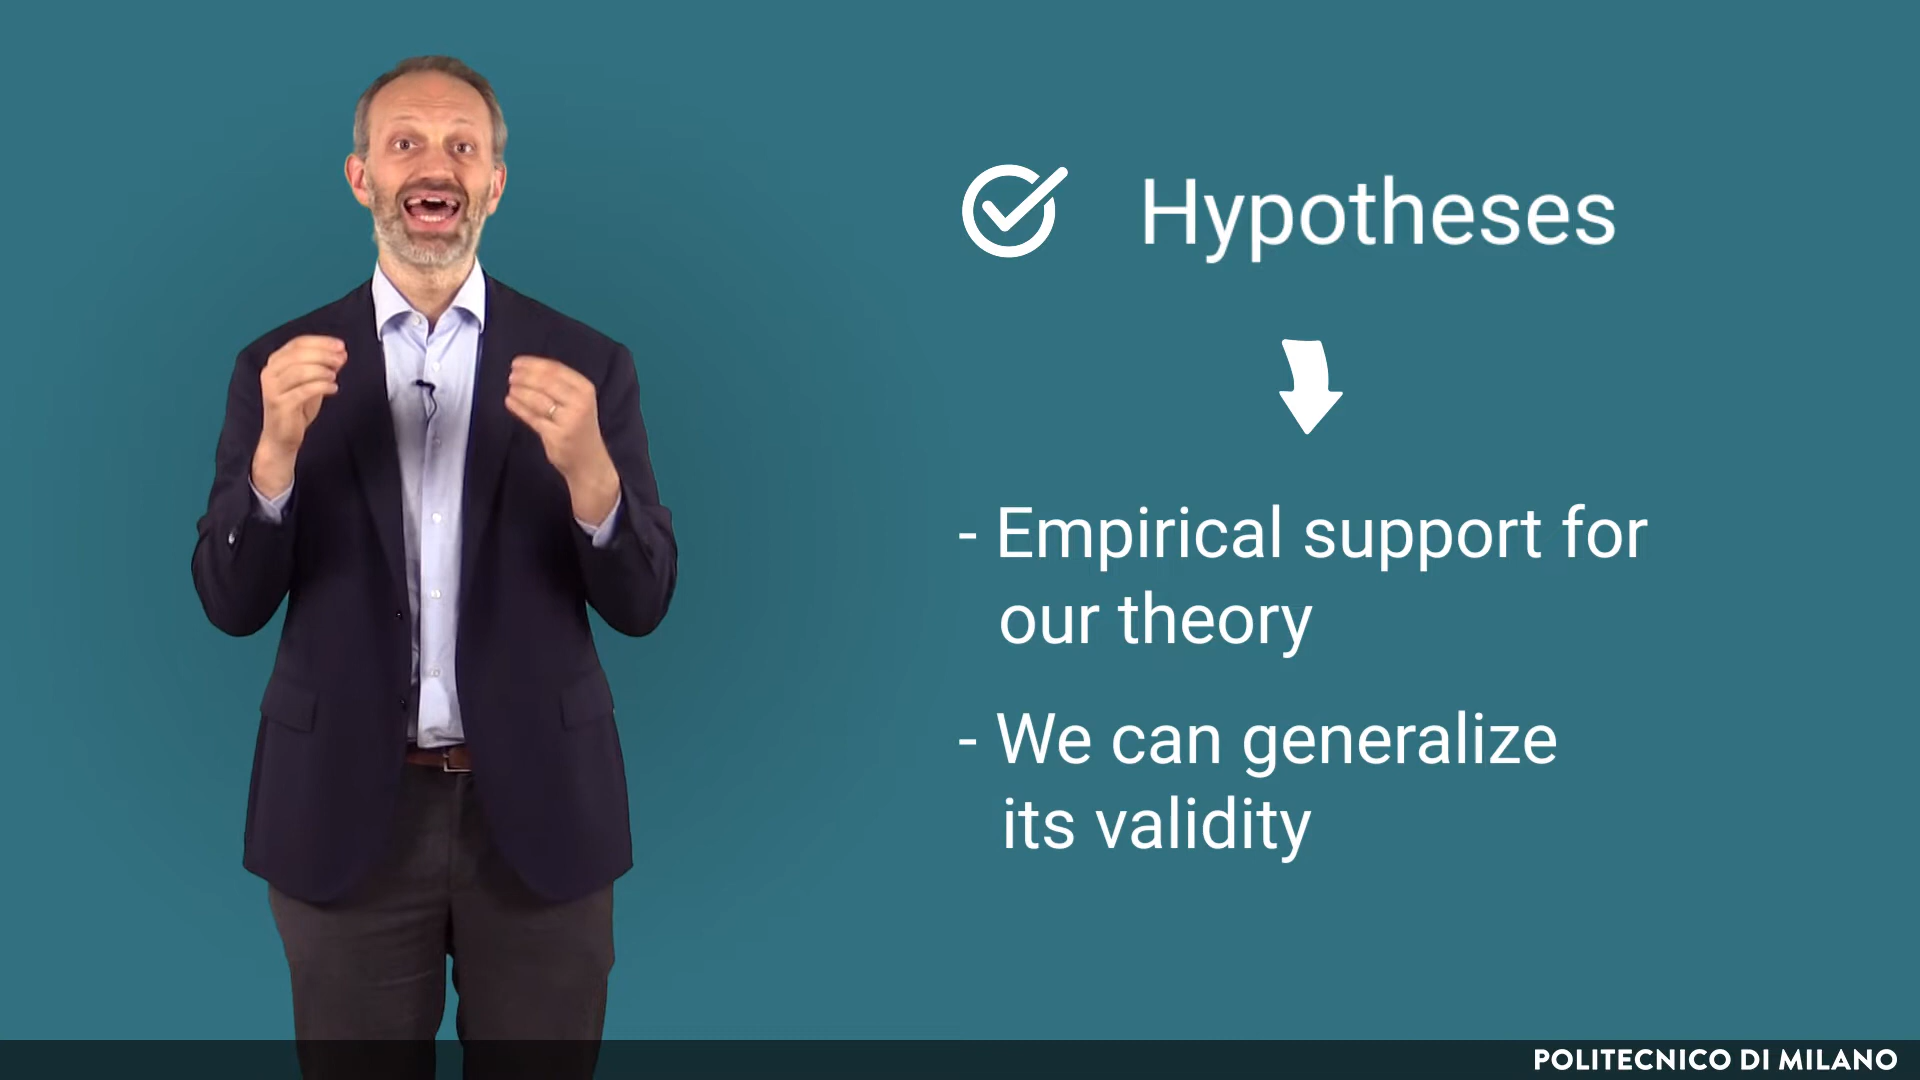 Hypotheses
- Empirical support for
our theory
- We can generalize
its validity
POLITECNICO DI MILANO